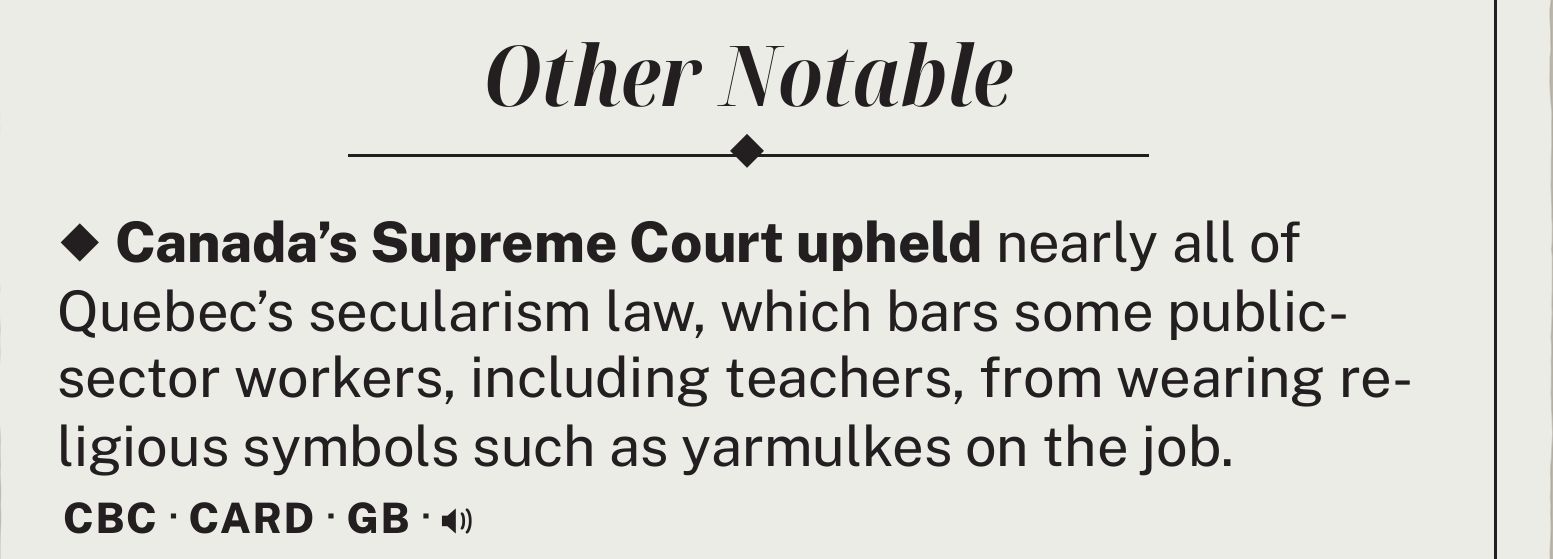 Other Notable
◆ Canada’s Supreme Court upheld nearly all of
Quebec’s secularism law, which bars some public-
sector workers, including teachers, from wearing re-
ligious symbols such as yarmulkes on the job.
CBC · CARD · GB ·